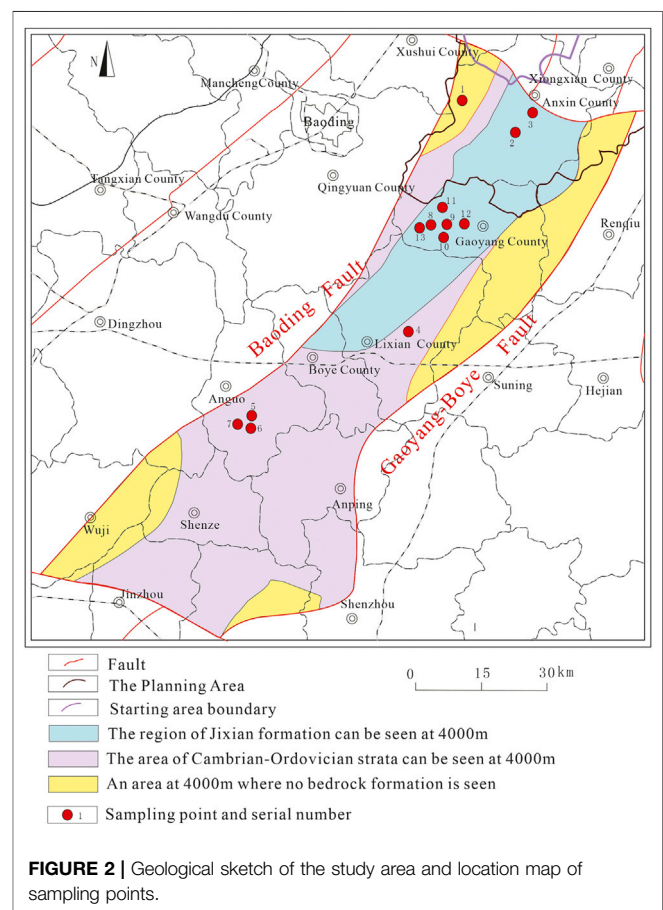 Xushui County
N
ManchengCounty
Xiongxian County
1
Anxin County
3
Baoding
2
Qingyuan County
Tangxian County
11
Wangdu County
8
9
12
Renqiu
13
10
Gaoyang County
Baoding Fault
Dingzhou
4
Lixian County
Gaoyang-Boye Fault
Boye County
Suning
Hejian
Anguo
5
7
6
Anping
Wuji
Shenze
Jinzhou
Shenzhou
Fault
0 15 30km
The Planning Area
Starting area boundary
The region of Jixian formation can be seen at 4000m
The area of Cambrian-Ordovician strata can be seen at 4000m
An area at 4000m where no bedrock formation is seen
1 Sampling point and serial number
FIGURE 2 | Geological sketch of the study area and location map of
sampling points.